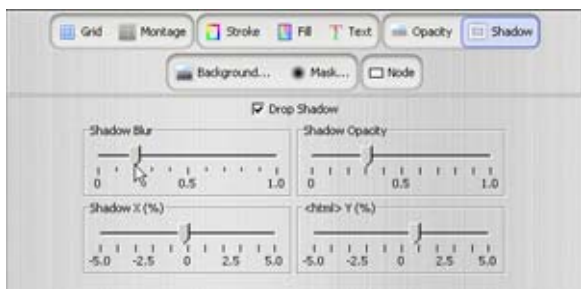 Grid Montage Stroke Fill Text Opacity Shadow
Background... Mask... Node
Drop Shadow
Shadow Blur Shadow Opacity
0 0.5 1.0 0 0.5 1.0
Shadow X (%) <html> Y (%)
-5.0 -2.5 0 2.5 5.0 -5.0 -2.5 0 2.5 5.0